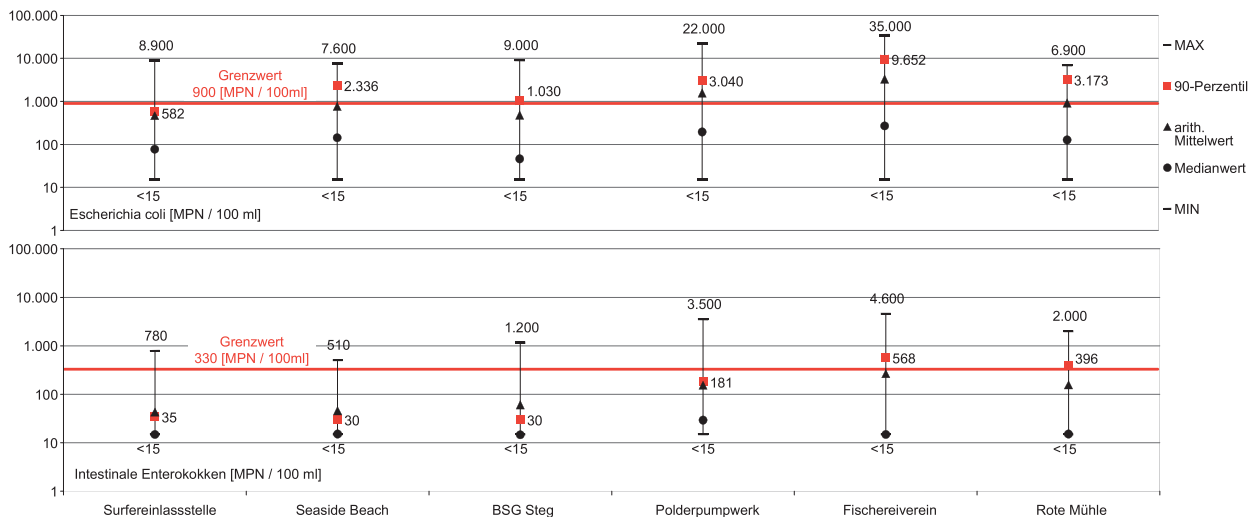 100.000
10.000
1.000
100
10
1
8.900
7.600
9.000
22.000
35.000
6.900
Grenzwert
900 [MPN / 100ml]
582
2.336
1.030
3.040
9.652
3.173
<15
<15
<15
<15
<15
<15
Escherichia coli [MPN / 100 ml]
MAX
90-Perzentil
arith.
Mittelwert
Medianwert
MIN
100.000
10.000
1.000
100
10
1
780
510
1.200
3.500
4.600
2.000
Grenzwert
330 [MPN / 100ml]
35
30
30
181
568
396
<15
<15
<15
<15
<15
<15
Intestinale Enterokokken [MPN / 100 ml]
Surfereinlassstelle
Seaside Beach
BSG Steg
Polderpumpwerk
Fischereiverein
Rote Mühle